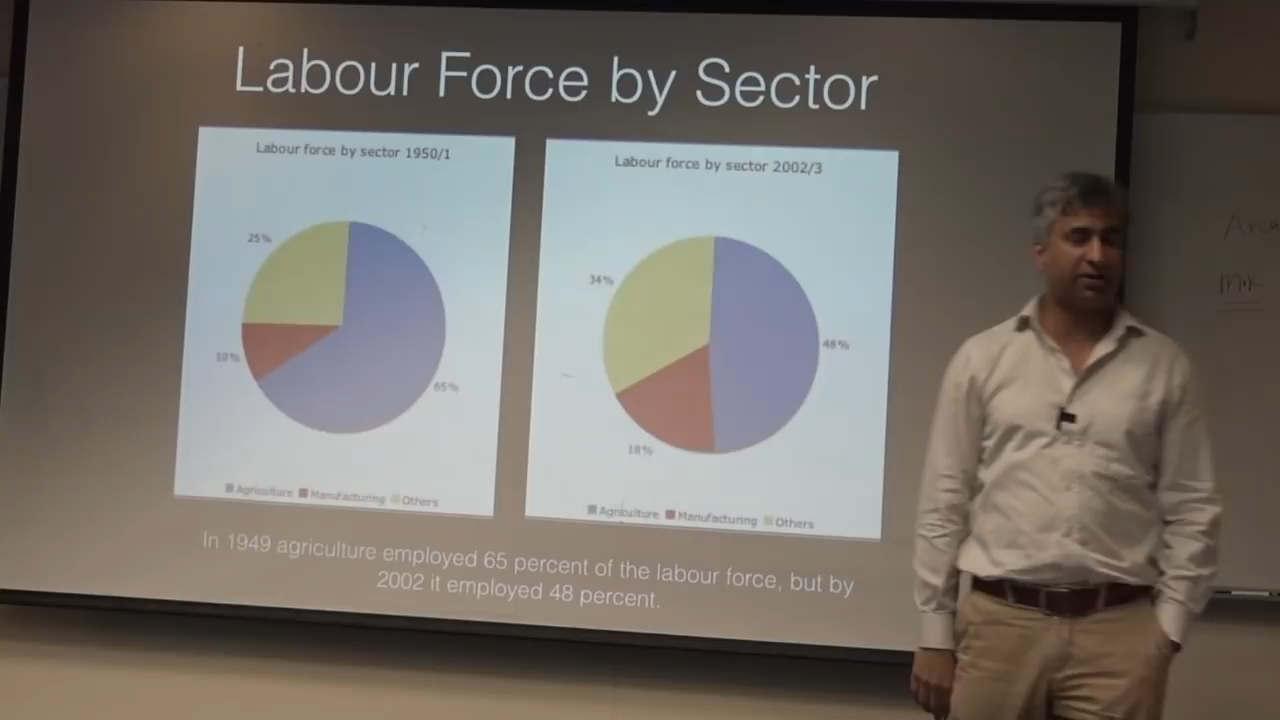 Labour Force by Sector
Labour force by sector 1950/1
25%
10%
65%
Agriculture Manufacturing Others
Labour force by sector 2002/3
34%
48%
18%
Agriculture Manufacturing Others
In 1949 agriculture employed 65 percent of the labour force, but by
2002 it employed 48 percent.